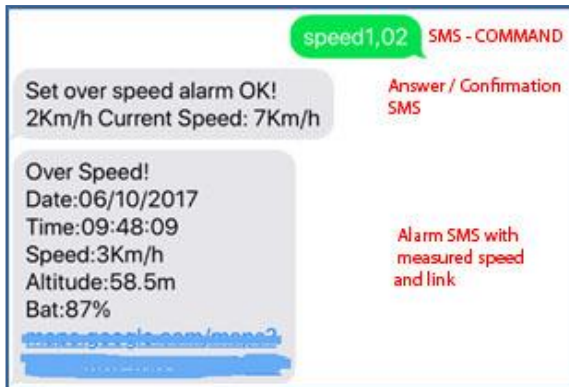 speed1,02 SMS - COMMAND
Set over speed alarm OK!
2Km/h Current Speed: 7Km/h
Answer / Confirmation
SMS
Over Speed!
Date:06/10/2017
Time:09:48:09
Speed:3Km/h
Altitude:58.5m
Bat:87%
Alarm SMS with
measured speed
and link